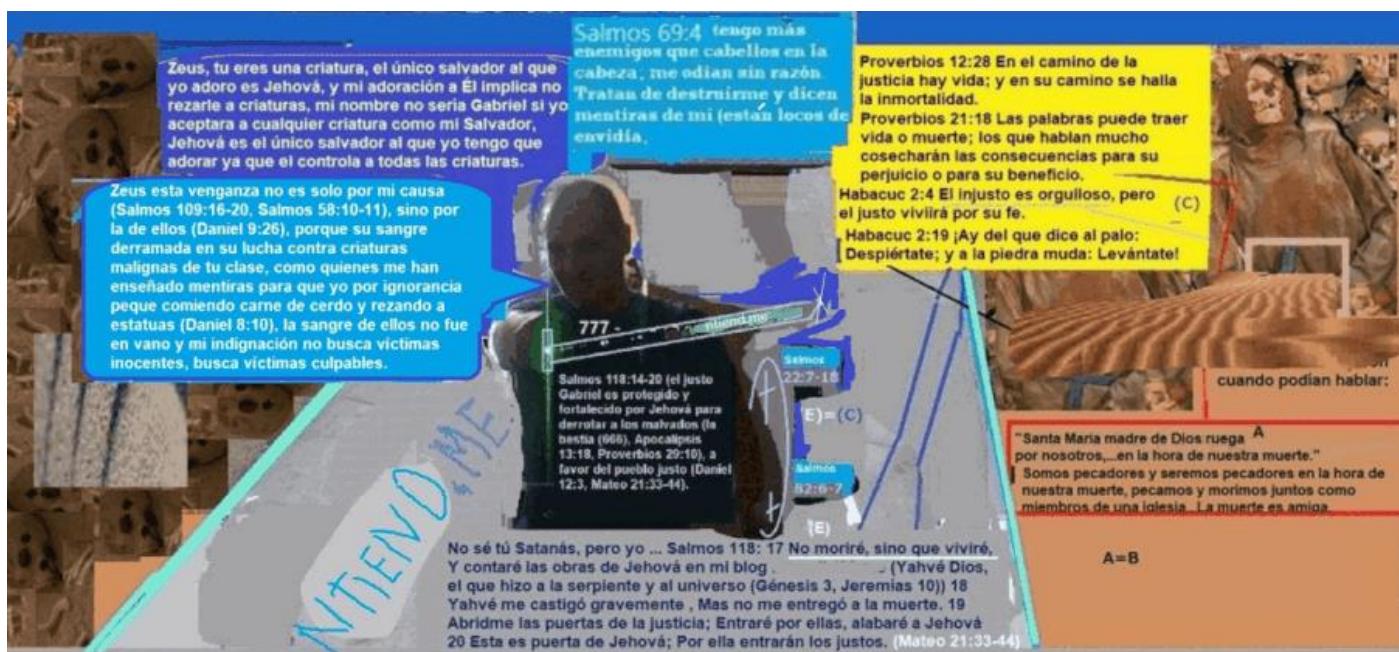 Zeus, tu eres una criatura, el único salvador al que
yo adoro es Jehová, y mi adoración a Él implica no
rezarle a criaturas, mi nombre no sería Gabriel si yo
aceptara a cualquier criatura como mi Salvador,
Jehová es el único salvador al que yo tengo que
adorar ya que el controla a todas las criaturas.
Salmos 69:4 tengo más
enemigos que cabellos en la
cabeza; me odian sin razón.
Tratan de destruirme y dicen
mentiras de mi (están locos de
envidia,
Proverbios 12:28 En el camino de la
justicia hay vida; y en su camino se halla
la inmortalidad.
Proverbios 21:18 Las palabras puede traer
vida o muerte; los que hablan mucho
cosecharán las consecuencias para su
perjuicio o para su beneficio.
Habacuc 2:4 El injusto es orgulloso, pero
el justo viviirá por su fe.
(C)
Habacuc 2:19 ¡Ay del que dice al palo:
Despiértate; y a la piedra muda: Levántate!
Zeus esta venganza no es solo por mi causa
(Salmos 109:16-20, Salmos 58:10-11), sino por
la de ellos (Daniel 9:26), porque su sangre
derramada en su lucha contra criaturas
malignas de tu clase, como quienes me han
enseñado mentiras para que yo por ignorancia
peque comiendo carne de cerdo y rezando a
estatuas (Daniel 8:10), la sangre de ellos no fue
en vano y mi indignación no busca víctimas
inocentes, busca víctimas culpables.
777 -
ntiend.me
Salmos 118:14-20 (el justo
Gabriel es protegido y
fortalecido por Jehová para
derrotar a los malvados (la
bestia (666), Apocalipsis
13:18, Proverbios 29:10), a
favor del pueblo justo (Daniel
12:3, Mateo 21:33-44).
Salmos
22:7-18
(E)=(C)
Salmos
82:6-7
(E)
NTIEND
ME
cuando podían hablar:
"Santa María madre de Dios ruega A
por nosotros,...en la hora de nuestra muerte."
Somos pecadores y seremos pecadores en la hora de
nuestra muerte, pecamos y morimos juntos como
miembros de una iglesia. La muerte es amiga.
A=B
No sé tú Satanás, pero yo ... Salmos 118: 17 No moriré, sino que viviré,
Y contaré las obras de Jehová en mi blog (Yahvé Dios,
el que hizo a la serpiente y al universo (Génesis 3, Jeremías 10)) 18
Yahvé me castigó gravemente , Mas no me entregó a la muerte. 19
Abridme las puertas de la justicia; Entraré por ellas, alabaré a Jehová
20 Esta es puerta de Jehová; Por ella entrarán los justos. (Mateo 21:33-44)